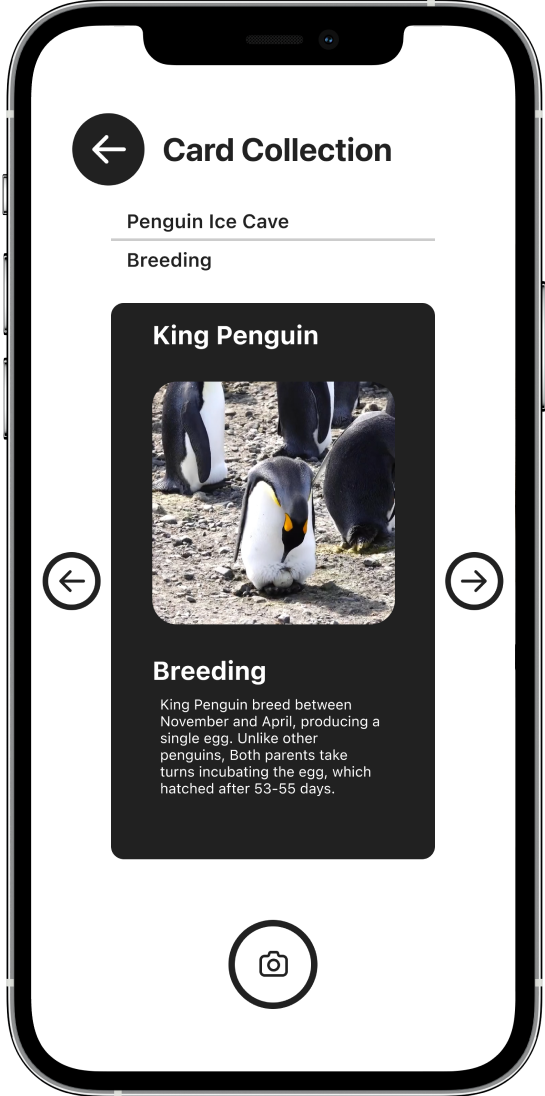 Card Collection
Penguin Ice Cave
Breeding
King Penguin
Breeding
King Penguin breed between
November and April, producing a
single egg. Unlike other
penguins, Both parents take
turns incubating the egg, which
hatched after 53-55 days.